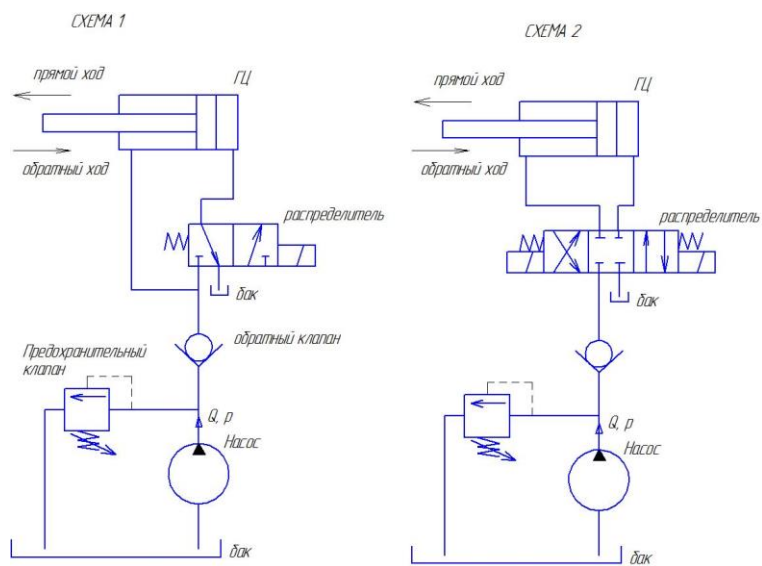 СХЕМА 1
прямой ход
ГЦ
обратный ход
распределитель
бак
обратный клапан
Предохранительный
клапан
Q, p
Насос
бак
СХЕМА 2
прямой ход
ГЦ
обратный ход
распределитель
бак
Q, p
Насос
бак